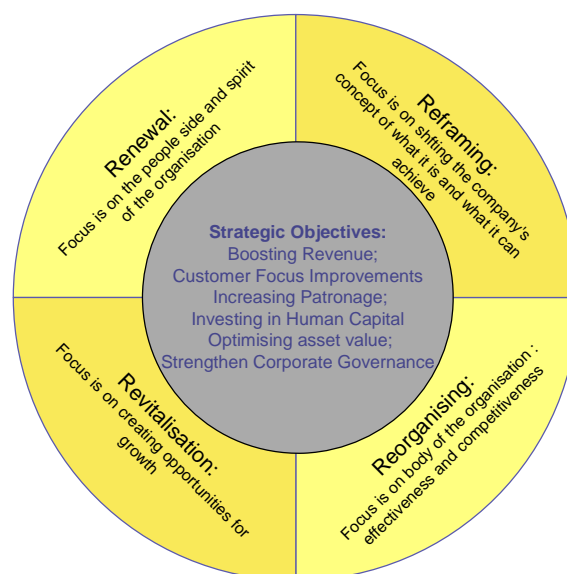 Renewal:
Focus is on the people side and spirit
of the organisation
Reframing:
Focus is on shifting the company's
concept of what it is and what it can
achieve
Strategic Objectives:
Boosting Revenue;
Customer Focus Improvements
Increasing Patronage;
Investing in Human Capital
Optimising asset value;
Strengthen Corporate Governance
Revitalisation:
Focus is on creating opportunities for
growth
Reorganising:
Focus is on body of the organisation :
effectiveness and competitiveness